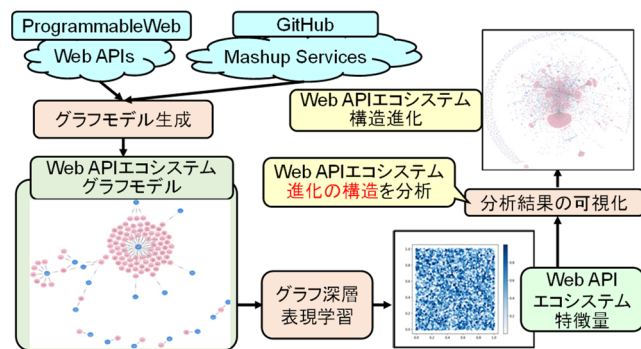 ProgrammableWeb
Web APIs
GitHub
Mashup Services
グラフモデル生成
Web APIエコシステム
グラフモデル
グラフ深層
表現学習
Web API
エコシステム
特徴量
分析結果の可視化
Web APIエコシステム
進化の構造を分析
Web APIエコシステム
構造進化